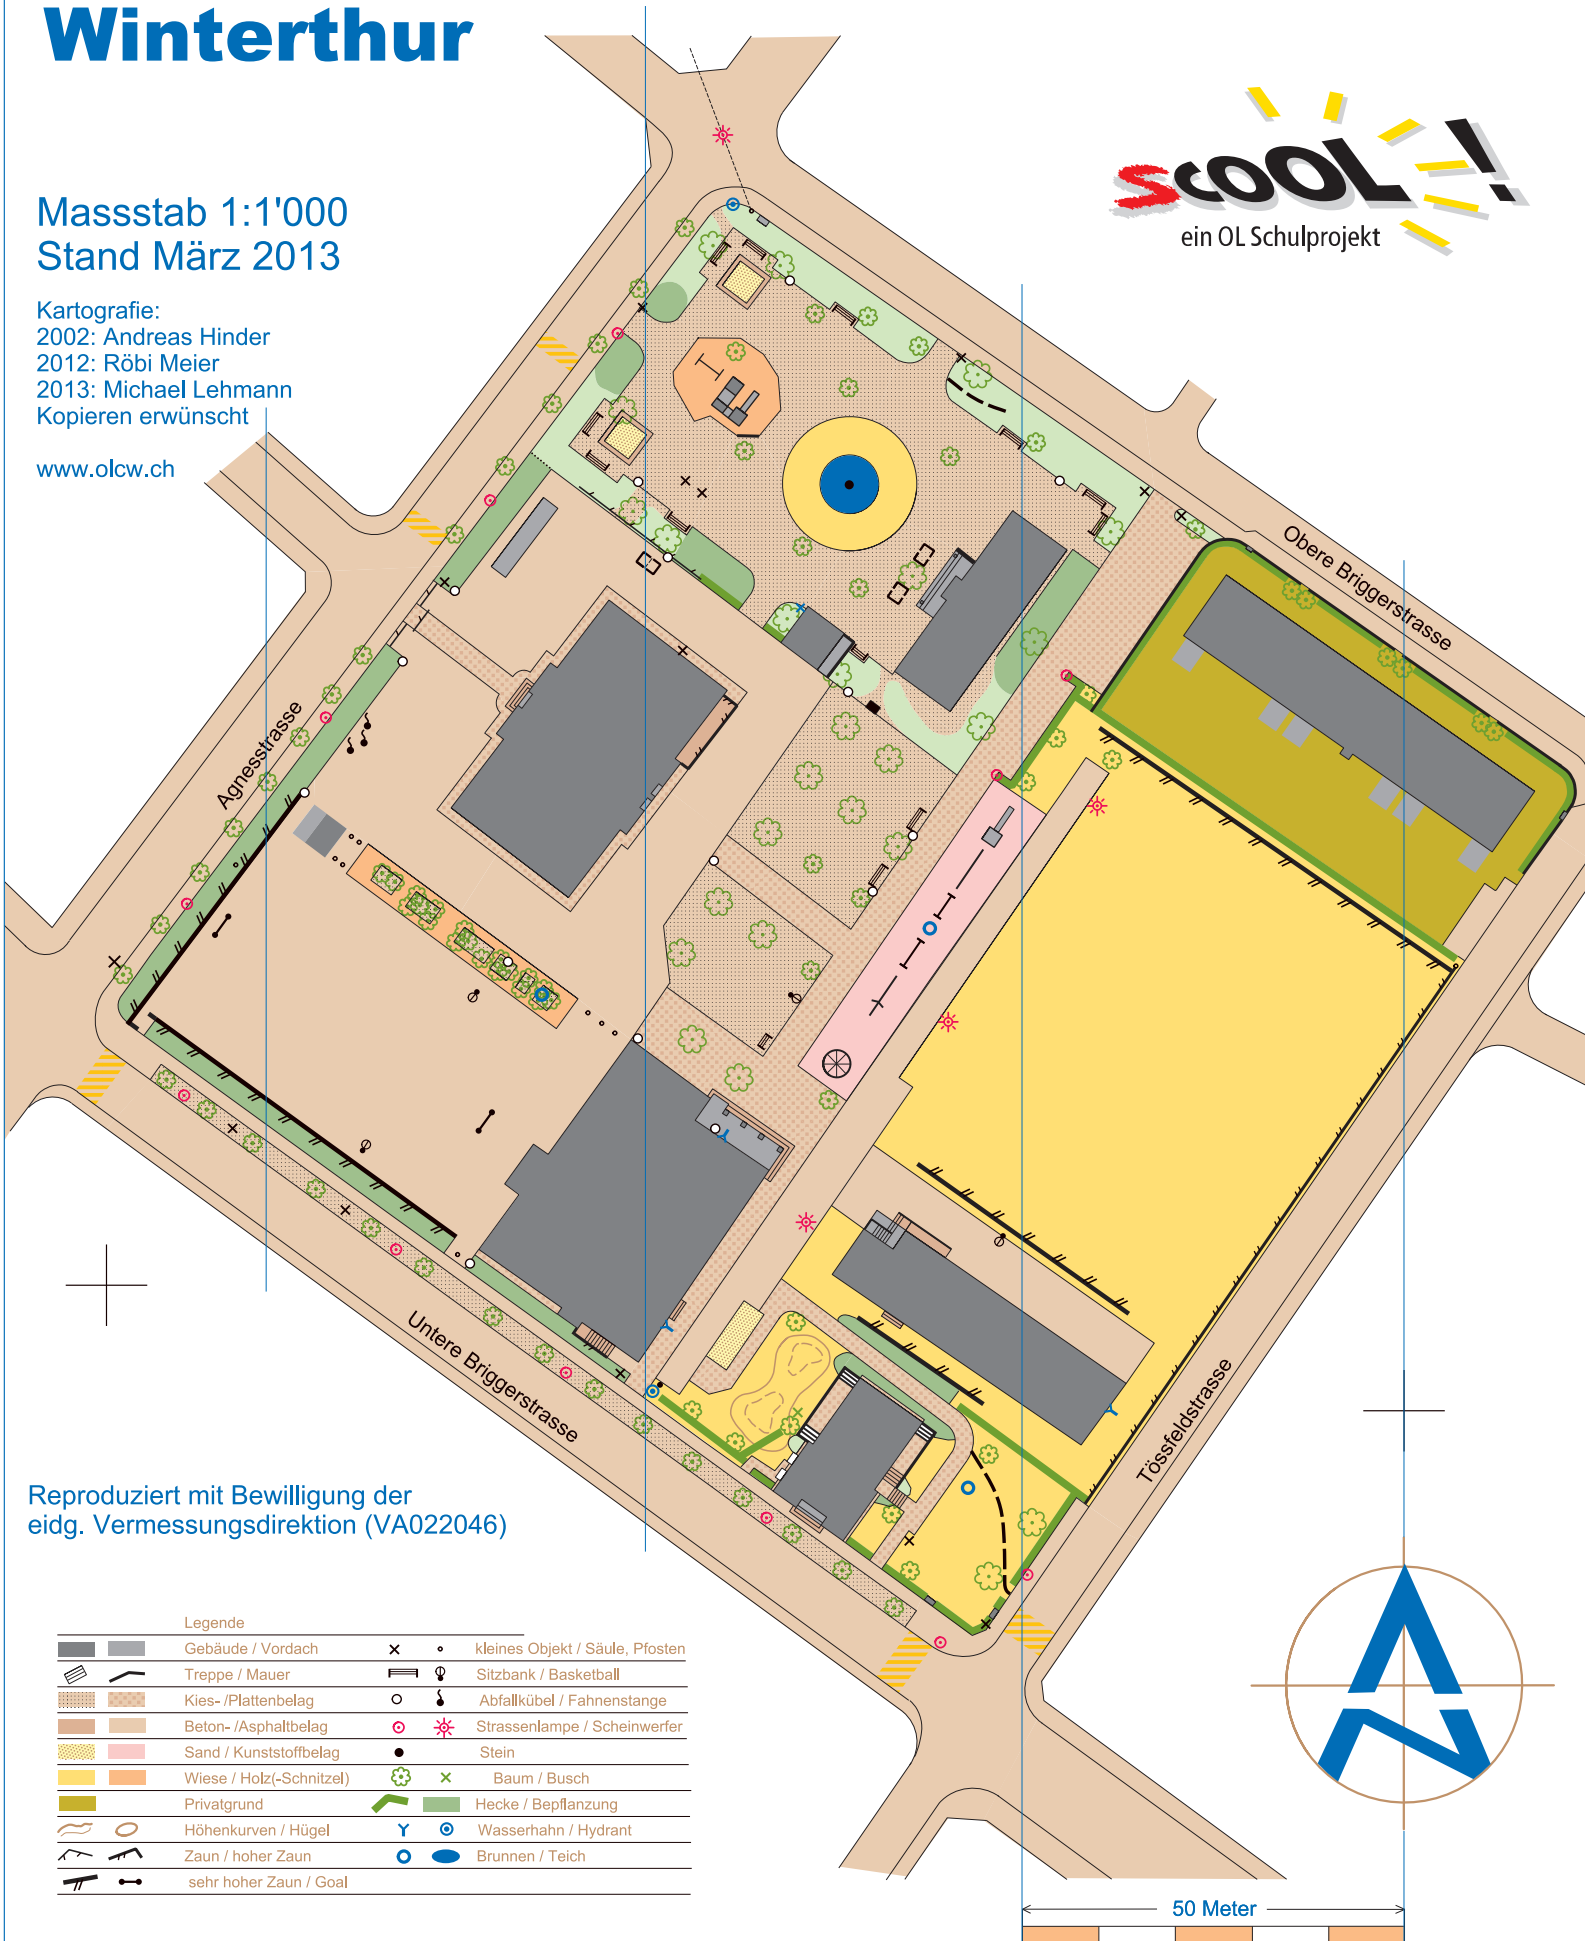 Winterthur
Massstab 1:1'000
Stand März 2013
Kartografie:
2002: Andreas Hinder
2012: Röbi Meier
2013: Michael Lehmann
Kopieren erwünscht
www.olcw.ch
scOOL!
ein OL Schulprojekt
Obere Briggerstrasse
Agnesstrasse
Untere Briggerstrasse
Tössfeldstrasse
Reproduziert mit Bewilligung der
eidg. Vermessungsdirektion (VA022046)
Legende
Gebäude / Vordach
kleines Objekt / Säule, Pfosten
Treppe / Mauer
Sitzbank / Basketball
Kies- /Plattenbelag
Abfallkübel / Fahnenstange
Beton- /Asphaltbelag
Strassenlampe / Scheinwerfer
Sand / Kunststoffbelag
Stein
Wiese / Holz(-Schnitzel)
Baum / Busch
Privatgrund
Hecke / Bepflanzung
Höhenkurven / Hügel
Wasserhahn / Hydrant
Zaun / hoher Zaun
Brunnen / Teich
sehr hoher Zaun / Goal
50 Meter